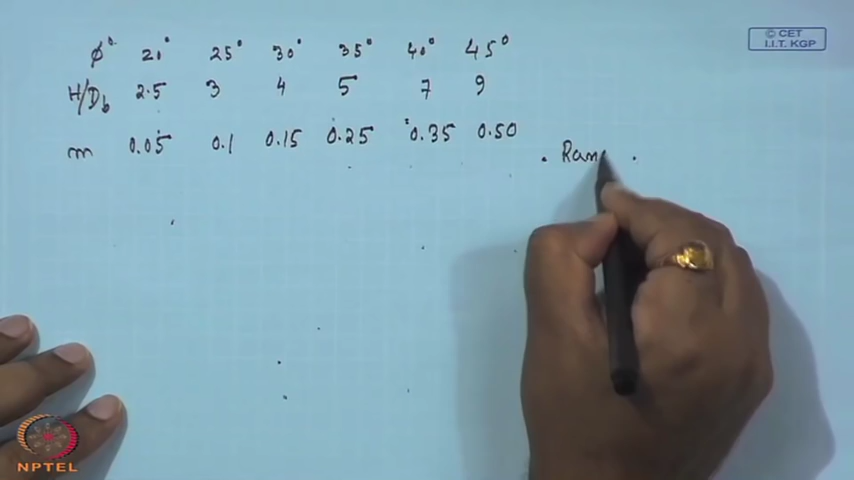 φ° 20° 25° 30° 35° 40° 45°
H/D_b 2.5 3 4 5 7 9
m 0.05 0.1 0.15 0.25 0.35 0.50
Ran
© CET
I.I.T. KGP
NPTEL